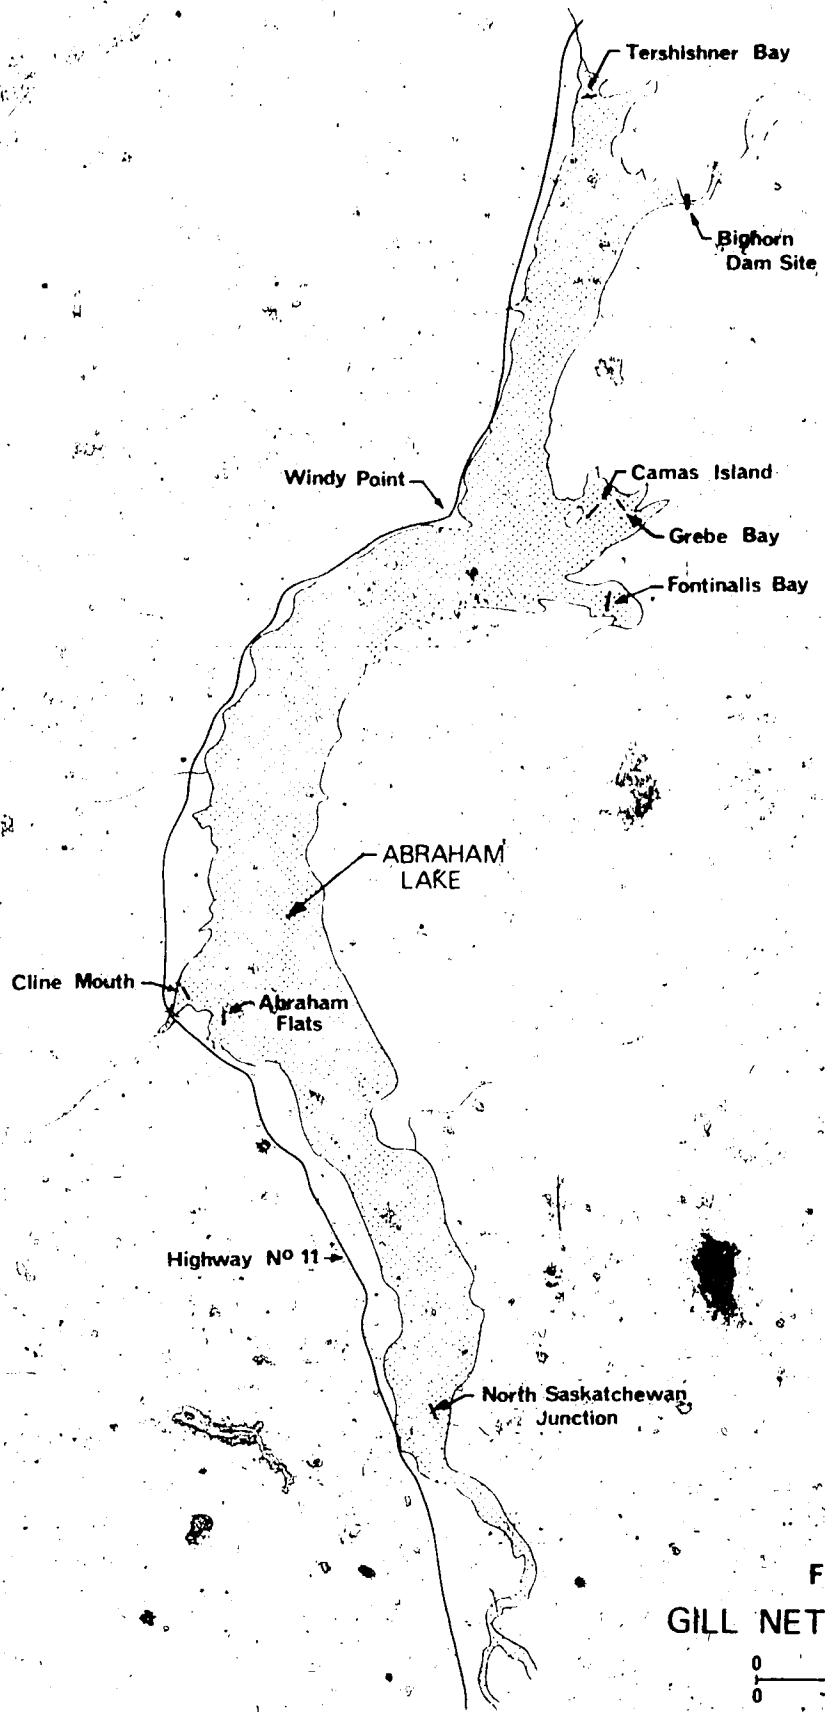 Tershishner Bay
Bighorn
Dam Site
Windy Point
Camas Island
Grebe Bay
Fontinalis Bay
ABRAHAM
LAKE
Cline Mouth
Abraham
Flats
Highway Nº 11
North Saskatchewan
Junction
F
GILL NET
0
0